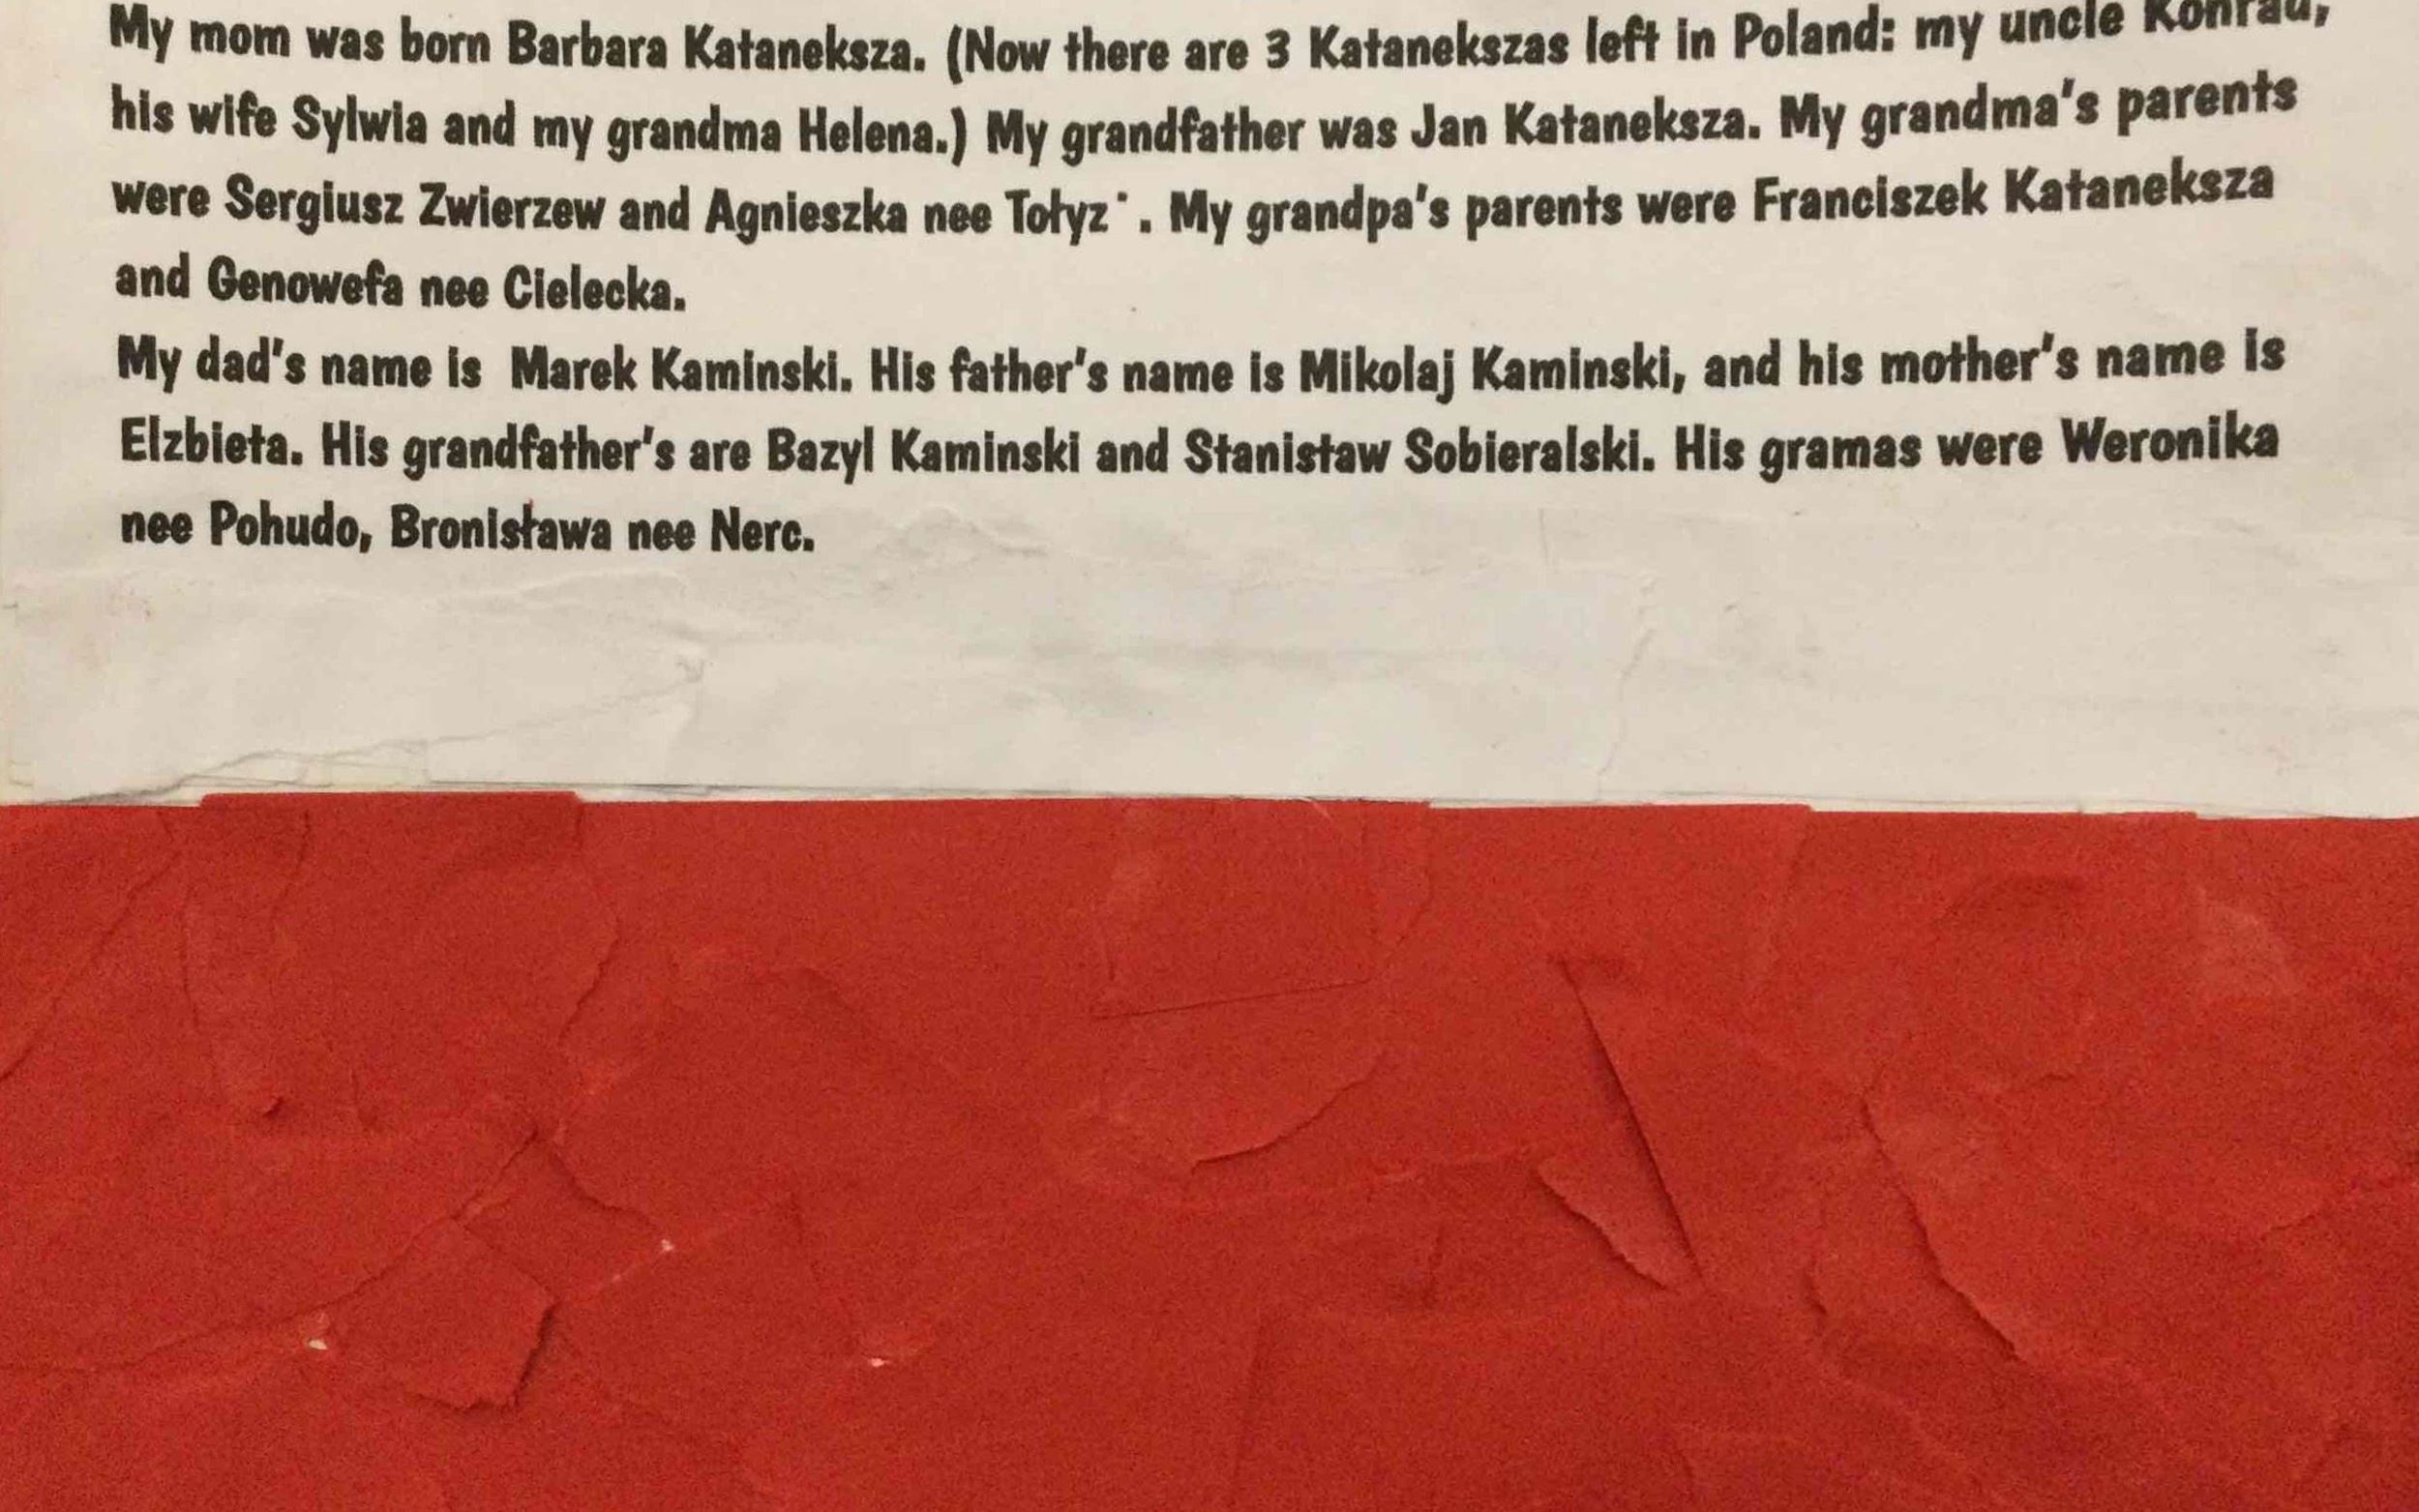 My mom was born Barbara Kataneksza. (Now there are 3 Katanekszas left in Poland: my uncle Konrad,
his wife Sylwia and my grandma Helena.) My grandfather was Jan Kataneksza. My grandma's parents
were Sergiusz Zwierzew and Agnieszka nee Tołyz˙. My grandpa's parents were Franciszek Kataneksza
and Genowefa nee Cielecka.
My dad's name is Marek Kaminski. His father's name is Mikolaj Kaminski, and his mother's name is
Elzbieta. His grandfather's are Bazyl Kaminski and Stanisław Sobieralski. His gramas were Weronika
nee Pohudo, Bronisława nee Nerc.